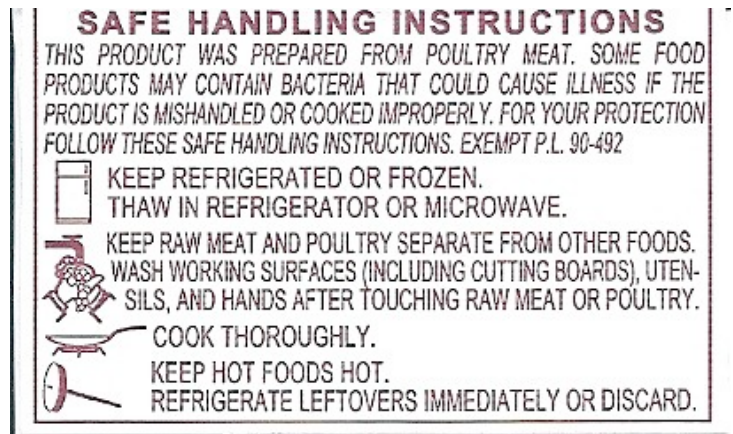 SAFE HANDLING INSTRUCTIONS
THIS PRODUCT WAS PREPARED FROM POULTRY MEAT. SOME FOOD
PRODUCTS MAY CONTAIN BACTERIA THAT COULD CAUSE ILLNESS IF THE
PRODUCT IS MISHANDLED OR COOKED IMPROPERLY. FOR YOUR PROTECTION
FOLLOW THESE SAFE HANDLING INSTRUCTIONS. EXEMPT P.L. 90-492
KEEP REFRIGERATED OR FROZEN.
THAW IN REFRIGERATOR OR MICROWAVE.
KEEP RAW MEAT AND POULTRY SEPARATE FROM OTHER FOODS.
WASH WORKING SURFACES (INCLUDING CUTTING BOARDS), UTEN-
SILS, AND HANDS AFTER TOUCHING RAW MEAT OR POULTRY.
COOK THOROUGHLY.
KEEP HOT FOODS HOT.
REFRIGERATE LEFTOVERS IMMEDIATELY OR DISCARD.